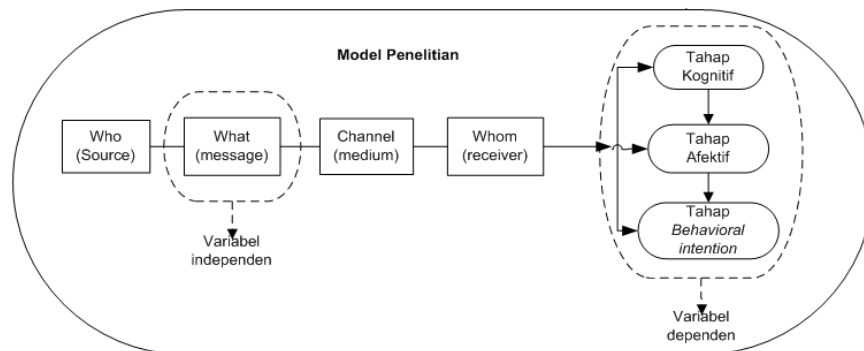 Model Penelitian
Who
(Source)
What
(message)
Channel
(medium)
Whom
(receiver)
Tahap
Kognitif
Tahap
Afektif
Tahap
Behavioral
intention
Variabel
independen
Variabel
dependen